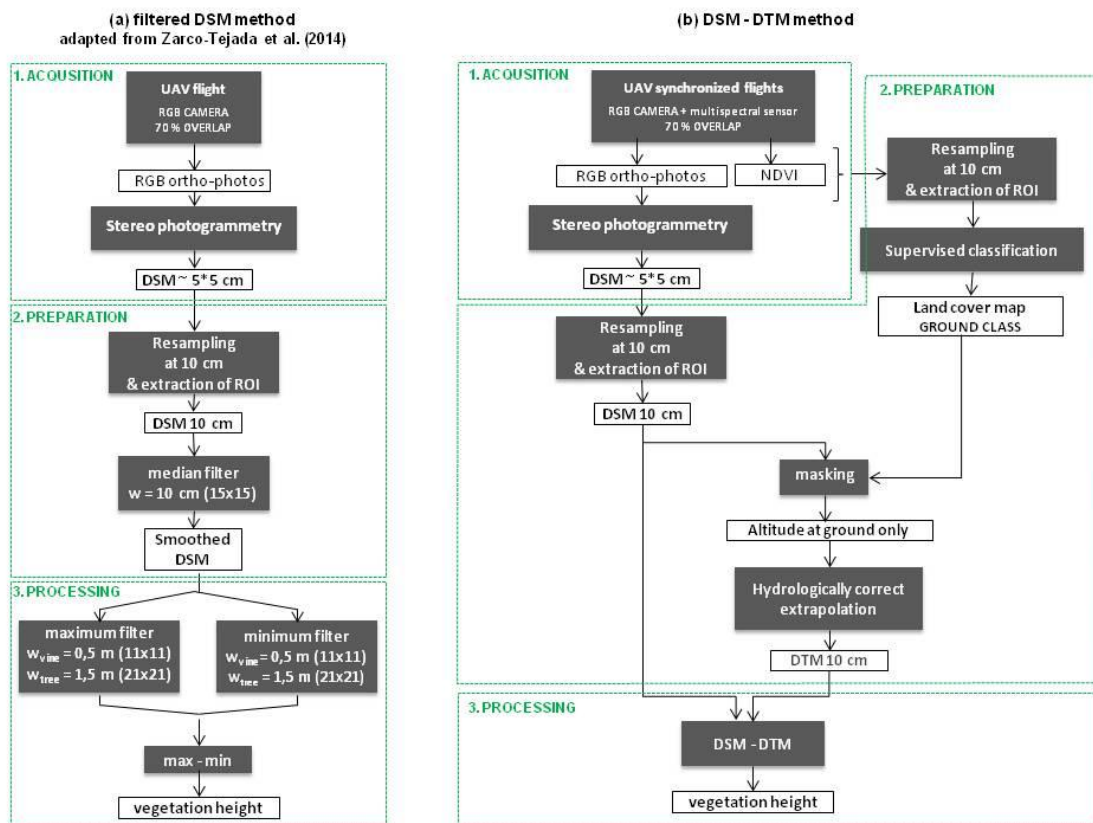 (a) filtered DSM method
adapted from Zarco-Tejada et al. (2014)
1. ACQUSITION
UAV flight
RGB CAMERA
70 % OVERLAP
RGB ortho-photos
Stereo photogrammetry
DSM ~ 5*5 cm
2. PREPARATION
Resampling
at 10 cm
& extraction of ROI
DSM 10 cm
median filter
w = 10 cm (15x15)
Smoothed
DSM
3. PROCESSING
maximum filter
wvine = 0,5 m (11x11)
wtree = 1,5 m (21x21)
minimum filter
wvine = 0,5 m (11x11)
wtree = 1,5 m (21x21)
max - min
vegetation height
(b) DSM - DTM method
1. ACQUSITION
UAV synchronized flights
RGB CAMERA + multispectral sensor
70 % OVERLAP
RGB ortho-photos
NDVI
Stereo photogrammetry
DSM ~ 5*5 cm
2. PREPARATION
Resampling
at 10 cm
& extraction of ROI
Supervised classification
Land cover map
GROUND CLASS
Resampling
at 10 cm
& extraction of ROI
DSM 10 cm
masking
Altitude at ground only
Hydrologically correct
extrapolation
DTM 10 cm
3. PROCESSING
DSM - DTM
vegetation height